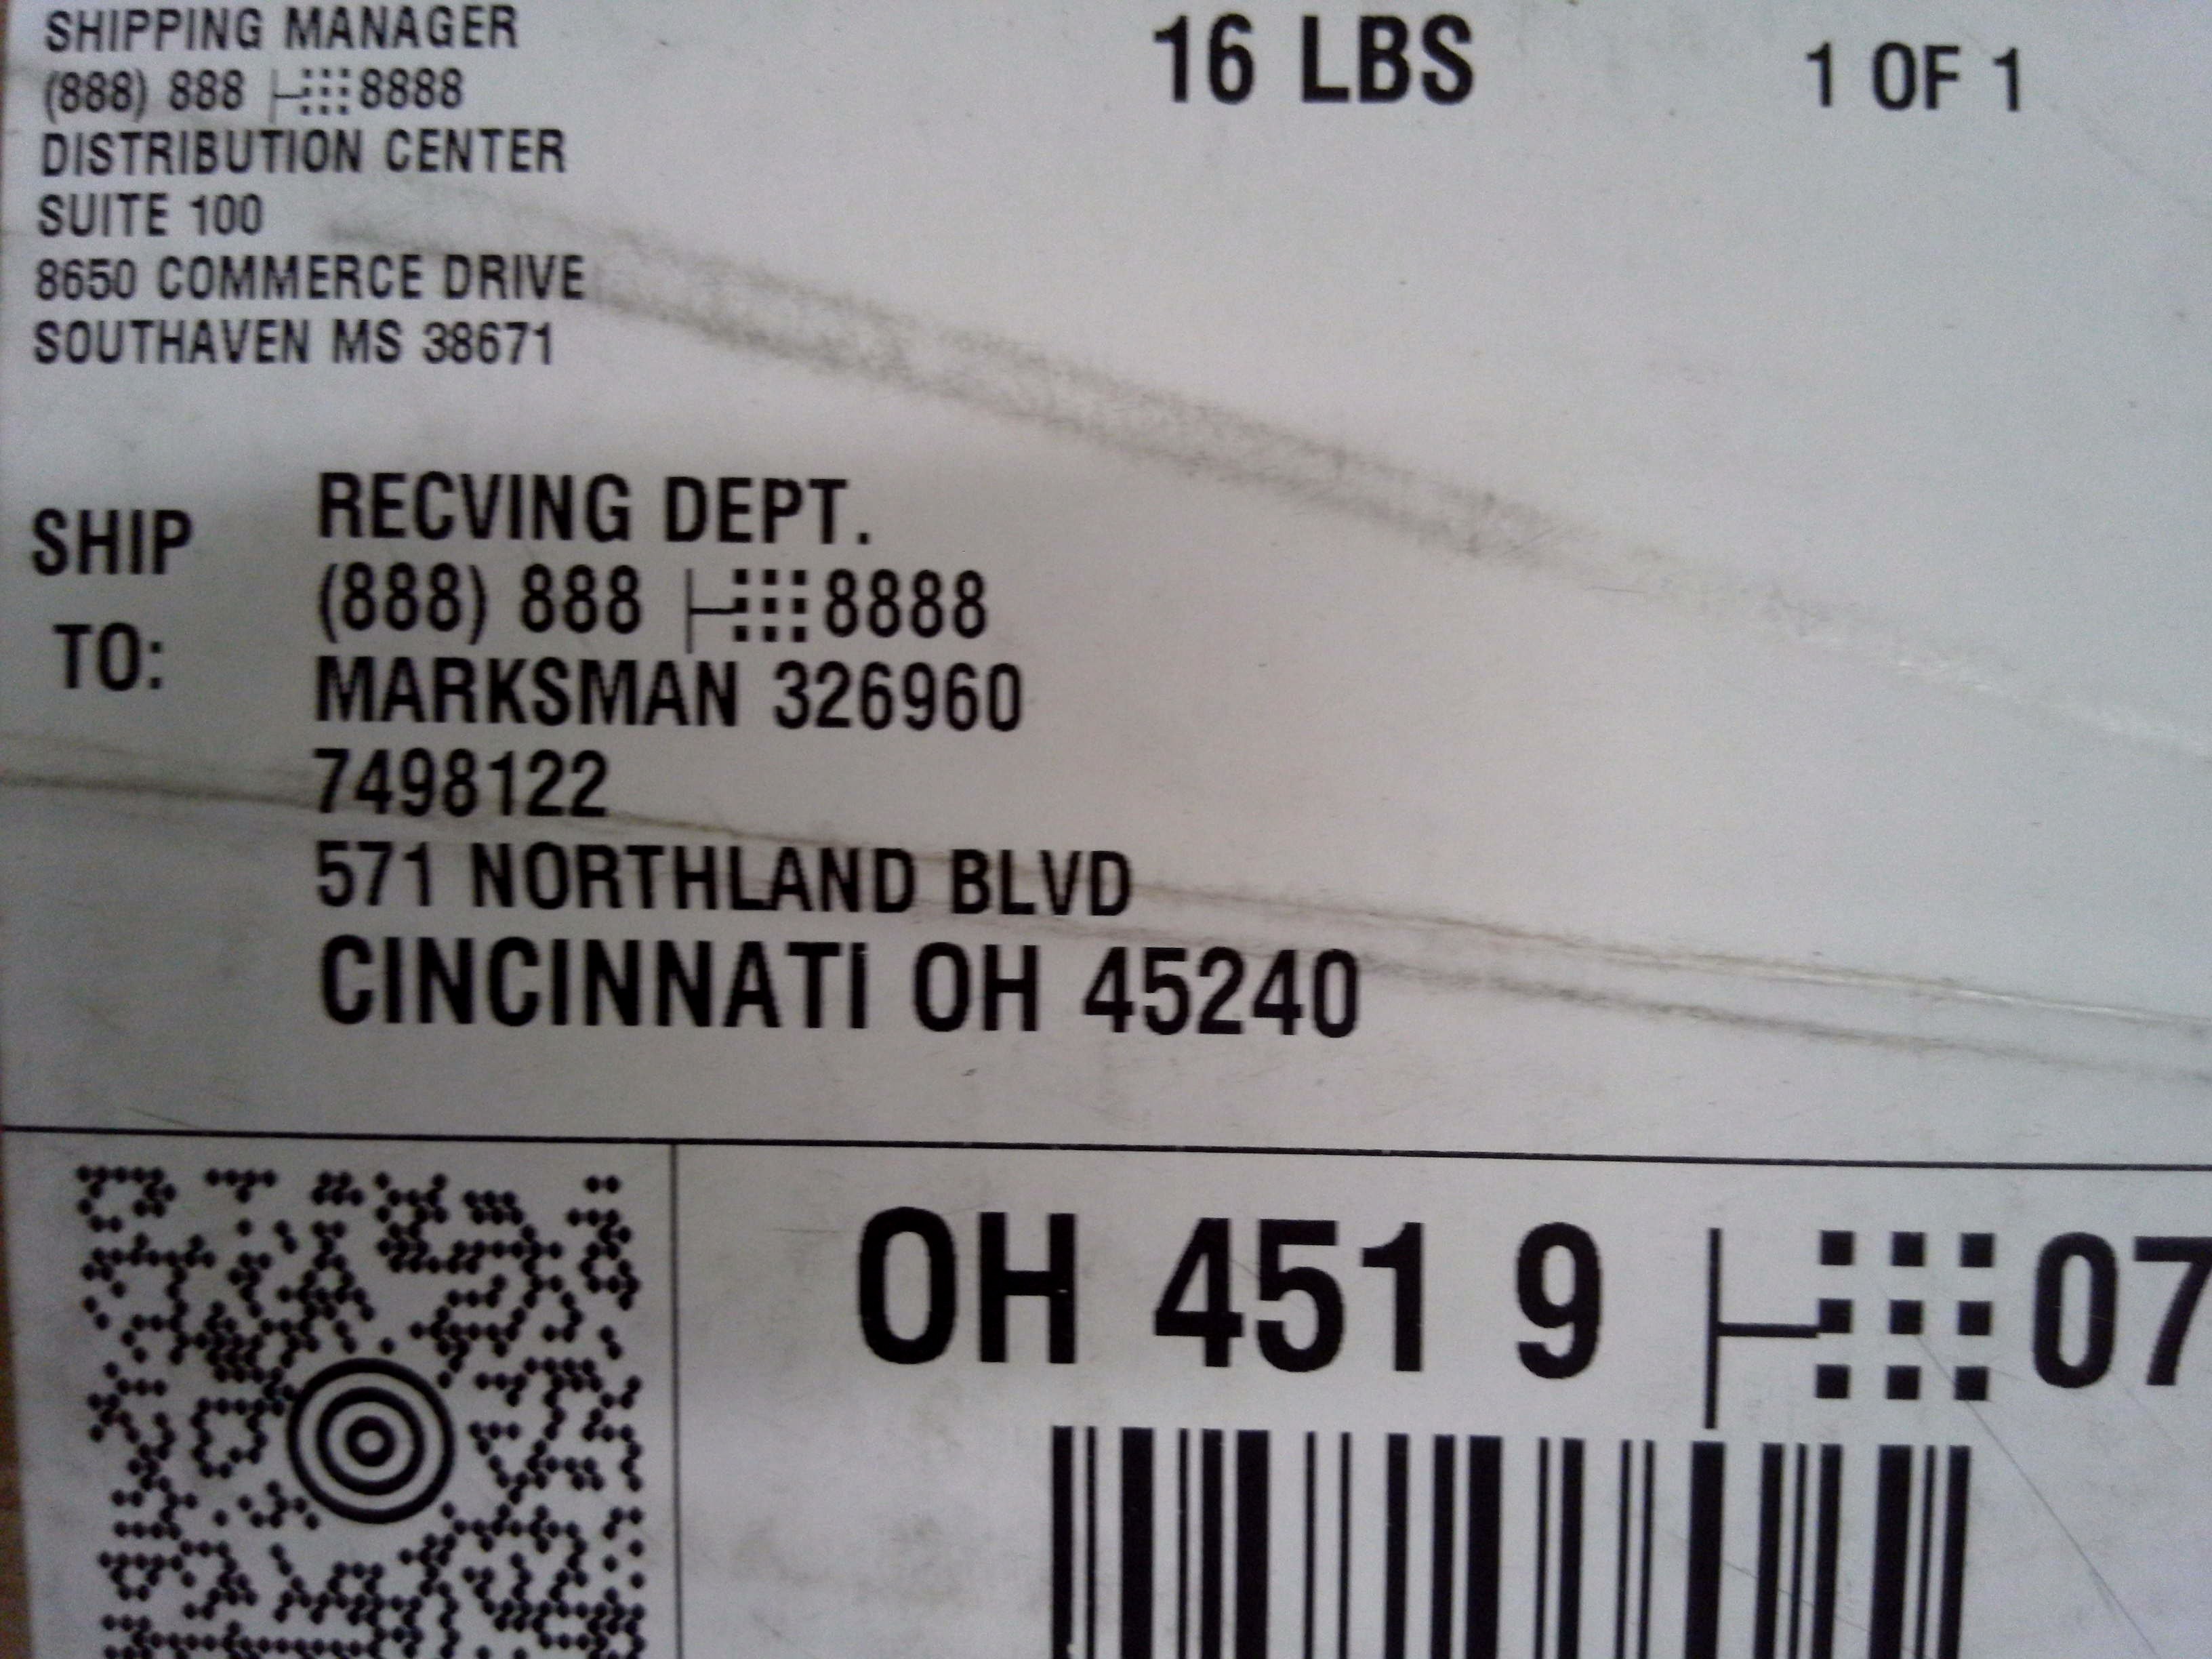 SHIPPING MANAGER
(888) 888 8888
DISTRIBUTION CENTER
SUITE 100
8650 COMMERCE DRIVE
SOUTHAVEN MS 38671
16 LBS
1 OF 1
SHIP TO:
RECVING DEPT.
(888) 888 8888
MARKSMAN 326960
7498122
571 NORTHLAND BLVD
CINCINNATI OH 45240
OH 451 9 07